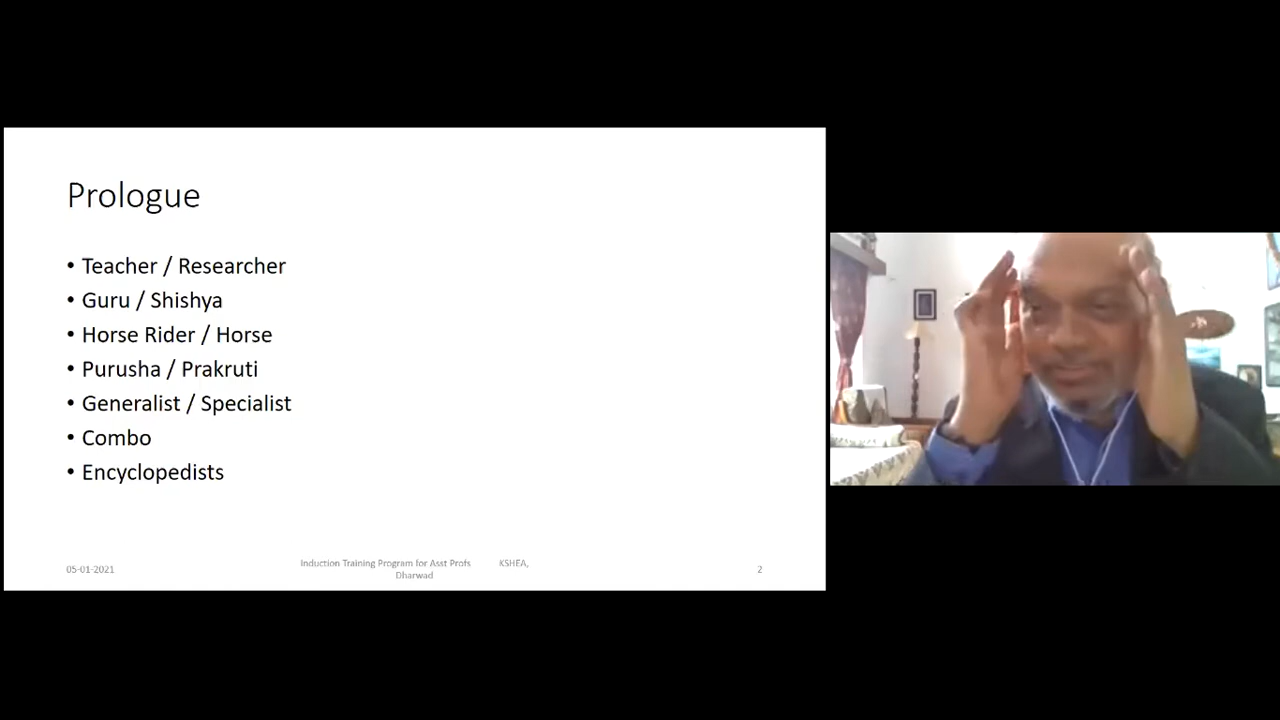 Prologue
• Teacher / Researcher
• Guru / Shishya
• Horse Rider / Horse
• Purusha / Prakruti
• Generalist / Specialist
• Combo
• Encyclopedists
05-01-2021
Induction Training Program for Asst Profs KSHEA,
Dharwad
2